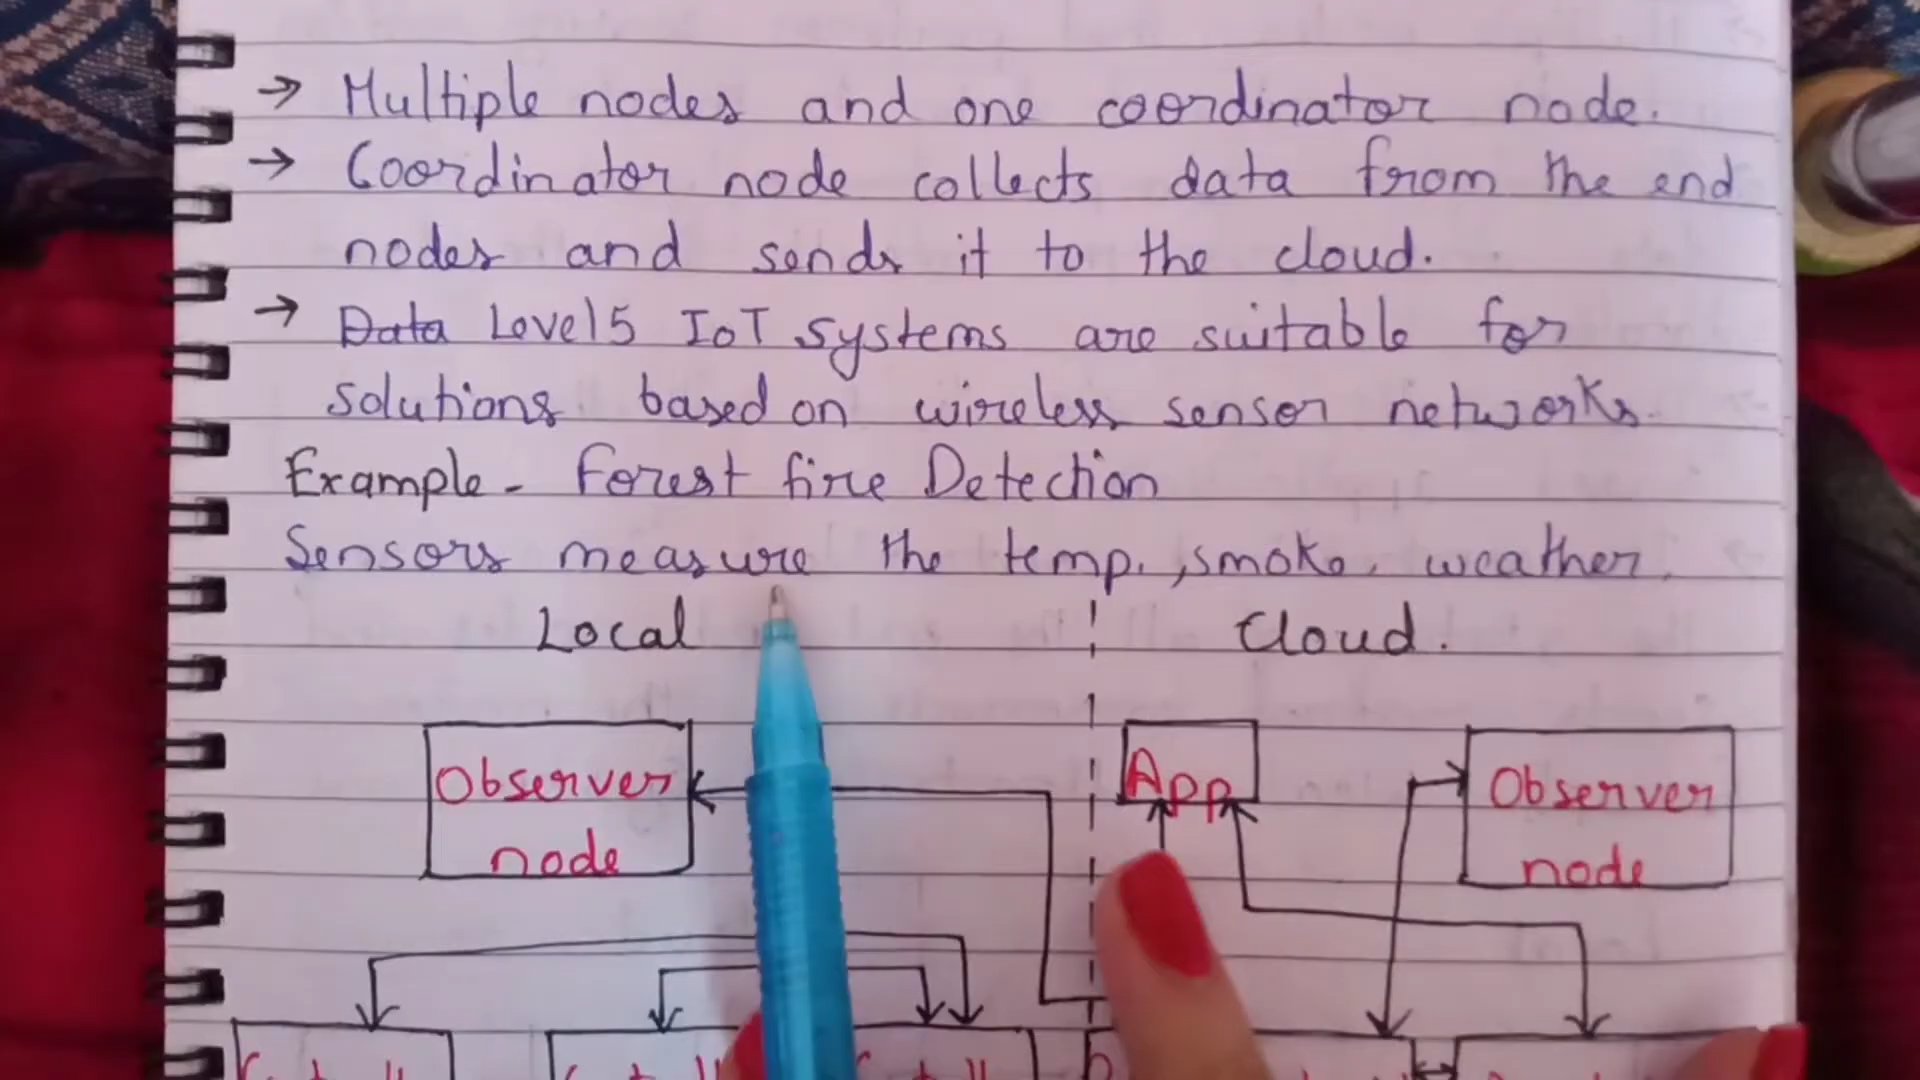 → Multiple nodes and one coordinator node.
→ Coordinator node collects data from the end
nodes and sends it to the cloud.
→ Data Level5 IoT systems are suitable for
solutions based on wireless sensor networks.
Example - Forest fire Detection
Sensors measure the temp., smoke, weather.
Local
Cloud.
Observer
node
App
Observer
node